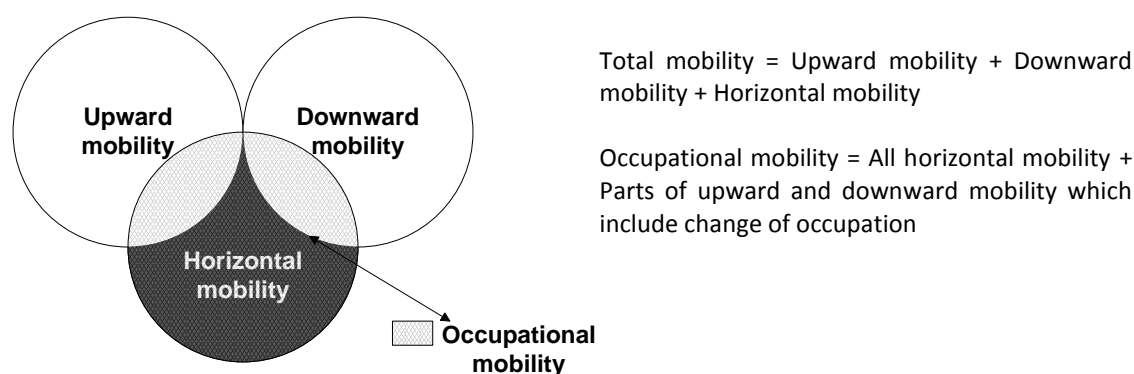 Upward
mobility
Downward
mobility
Horizontal
mobility
Occupational
mobility
Total mobility = Upward mobility + Downward
mobility + Horizontal mobility
Occupational mobility = All horizontal mobility +
Parts of upward and downward mobility which
include change of occupation